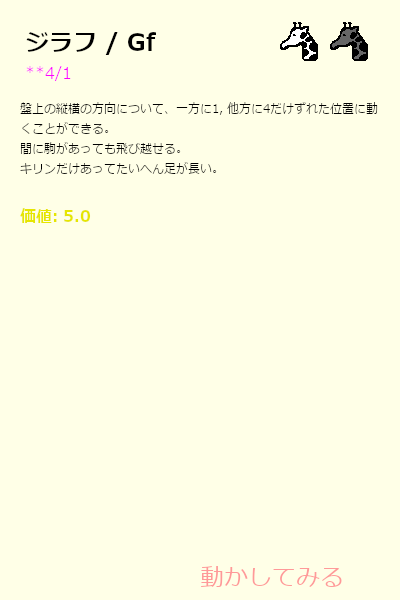 ジラフ / Gf
**4/1
盤上の縦横の方向について、一方に1, 他方に4だけずれた位置に動
くことができる。
間に駒があっても飛び越せる。
キリンだけあってたいへん足が長い。
価値: 5.0
動かしてみる